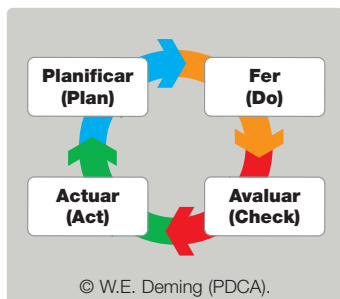 Planificar
(Plan)
Fer
(Do)
Actuar
(Act)
Avaluar
(Check)
© W.E. Deming (PDCA).